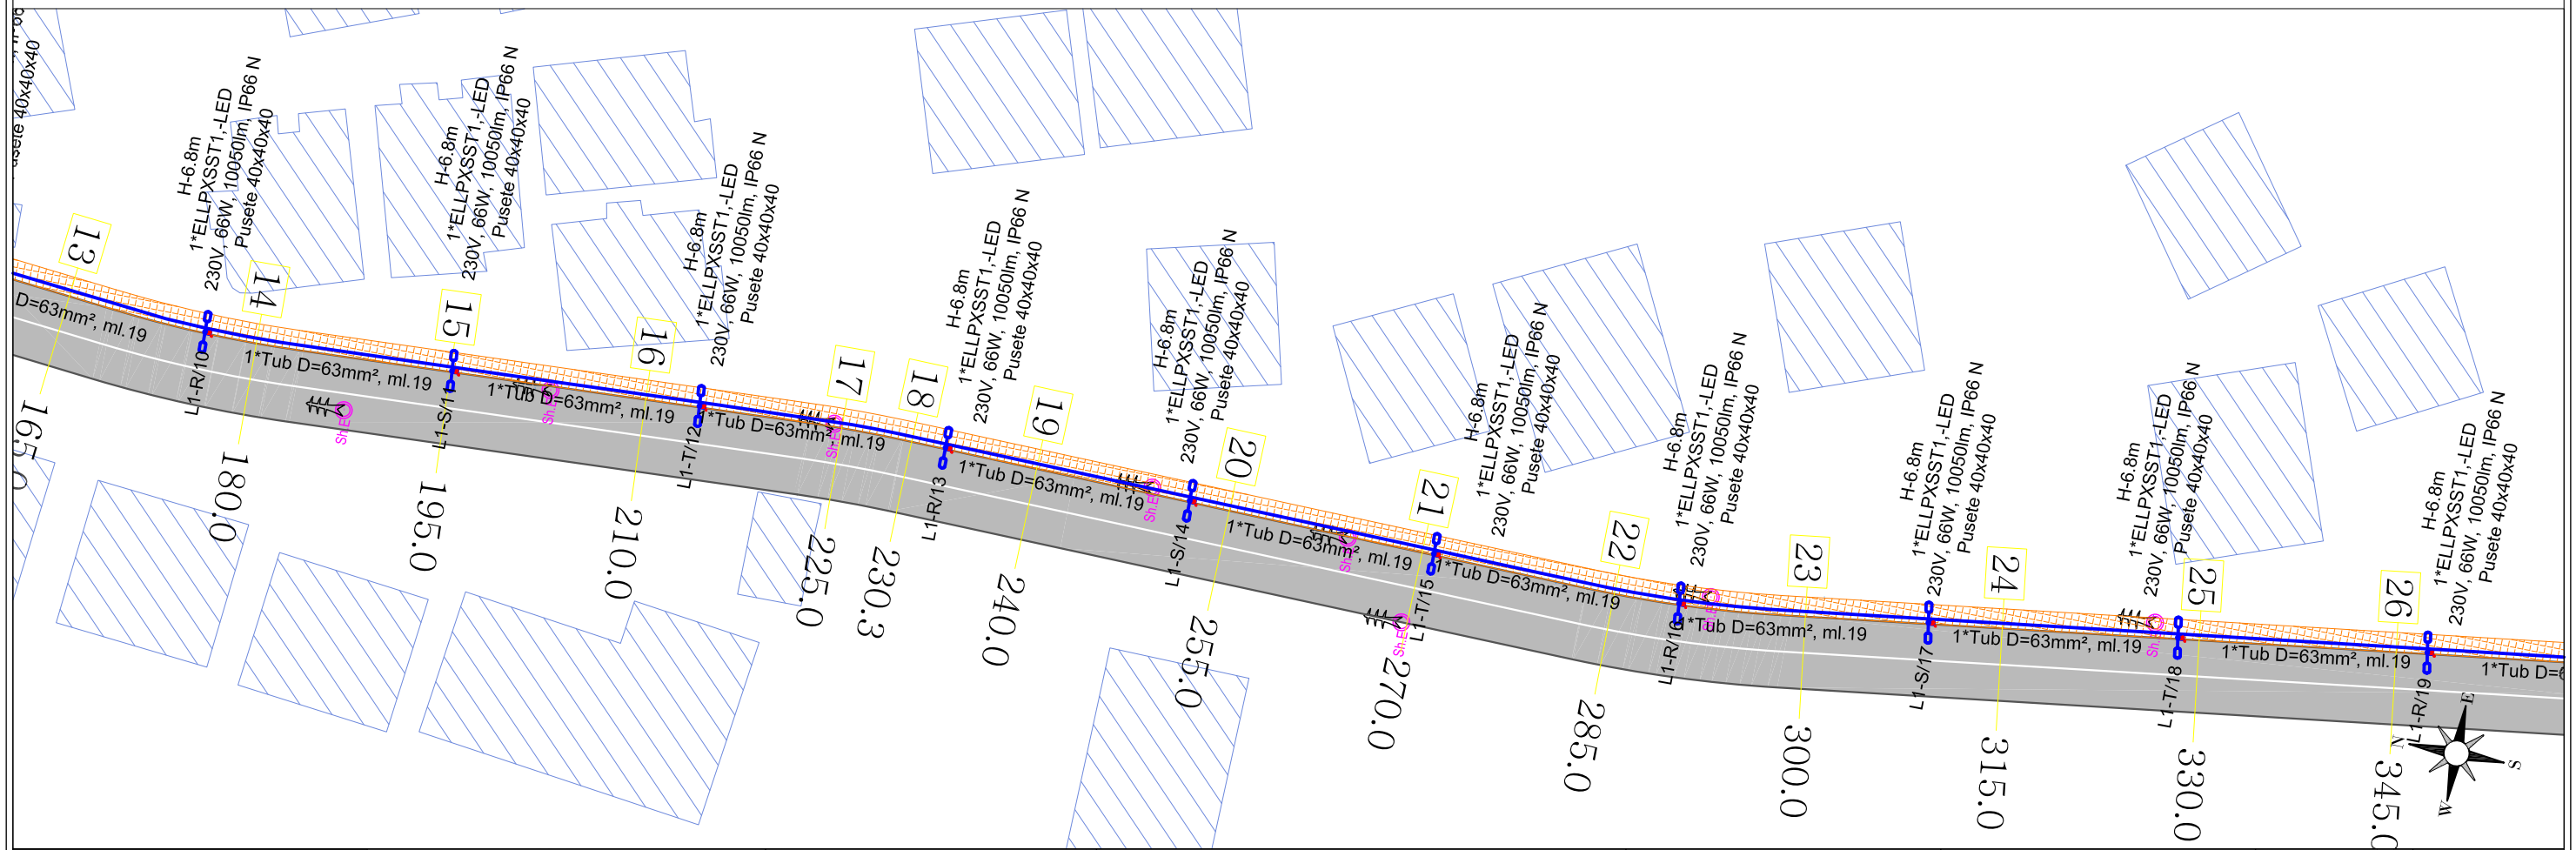 40x40x40
13
165.0
D=63mm², ml.19
H-6.8m
1*ELLPXSST1,-LED
230V, 66W, 10050lm, IP66 N
Pusete 40x40x40
L1-R/10
14
180.0
1*Tub D=63mm², ml.19
Sh.E
H-6.8m
1*ELLPXSST1,-LED
230V, 66W, 10050lm, IP66 N
Pusete 40x40x40
15
L1-S/11
195.0
1*Tub D=63mm², ml.19
Sh.E
16
210.0
H-6.8m
1*ELLPXSST1,-LED
230V, 66W, 10050lm, IP66 N
Pusete 40x40x40
L1-T/12
1*Tub D=63mm², ml.19
Sh.E
17
225.0
18
230.3
H-6.8m
1*ELLPXSST1,-LED
230V, 66W, 10050lm, IP66 N
Pusete 40x40x40
L1-R/13
1*Tub D=63mm², ml.19
19
240.0
Sh.E
H-6.8m
1*ELLPXSST1,-LED
230V, 66W, 10050lm, IP66 N
Pusete 40x40x40
L1-S/14
20
255.0
1*Tub D=63mm², ml.19
Sh.E
Sh.E
21
270.0
H-6.8m
1*ELLPXSST1,-LED
230V, 66W, 10050lm, IP66 N
Pusete 40x40x40
L1-T/15
1*Tub D=63mm², ml.19
22
285.0
H-6.8m
1*ELLPXSST1,-LED
230V, 66W, 10050lm, IP66 N
Pusete 40x40x40
L1-R/16
1*Tub D=63mm², ml.19
23
300.0
H-6.8m
1*ELLPXSST1,-LED
230V, 66W, 10050lm, IP66 N
Pusete 40x40x40
L1-S/17
1*Tub D=63mm², ml.19
24
315.0
Sh.E
H-6.8m
1*ELLPXSST1,-LED
230V, 66W, 10050lm, IP66 N
Pusete 40x40x40
L1-T/18
25
330.0
1*Tub D=63mm², ml.19
26
345.0
H-6.8m
1*ELLPXSST1,-LED
230V, 66W, 10050lm, IP66 N
Pusete 40x40x40
L1-R/19
1*Tub
N
E
S
W